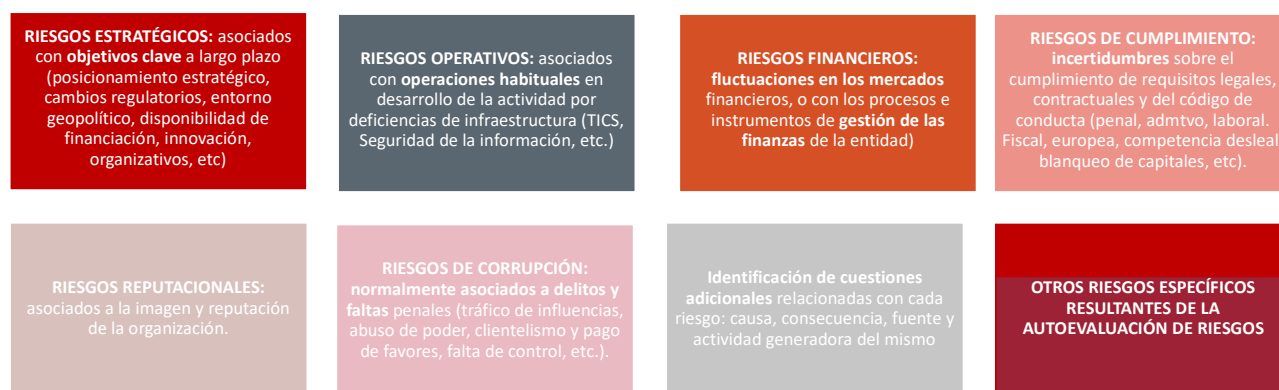 RIESGOS ESTRATÉGICOS: asociados
con objetivos clave a largo plazo
(posicionamiento estratégico,
cambios regulatorios, entorno
geopolítico, disponibilidad de
financiación, innovación,
organizativos, etc)
RIESGOS OPERATIVOS: asociados
con operaciones habituales en
desarrollo de la actividad por
deficiencias de infraestructura (TICS,
Seguridad de la información, etc.)
RIESGOS FINANCIEROS:
fluctuaciones en los mercados
financieros, o con los procesos e
instrumentos de gestión de las
finanzas de la entidad)
RIESGOS DE CUMPLIMIENTO:
incertidumbres sobre el
cumplimiento de requisitos legales,
contractuales y del código de
conducta (penal, admtvo, laboral.
Fiscal, europea, competencia desleal
blanqueo de capitales, etc).
RIESGOS REPUTACIONALES:
asociados a la imagen y reputación
de la organización.
RIESGOS DE CORRUPCIÓN:
normalmente asociados a delitos y
faltas penales (tráfico de influencias,
abuso de poder, clientelismo y pago
de favores, falta de control, etc.).
Identificación de cuestiones
adicionales relacionadas con cada
riesgo: causa, consecuencia, fuente y
actividad generadora del mismo
OTROS RIESGOS ESPECÍFICOS
RESULTANTES DE LA
AUTOEVALUACIÓN DE RIESGOS